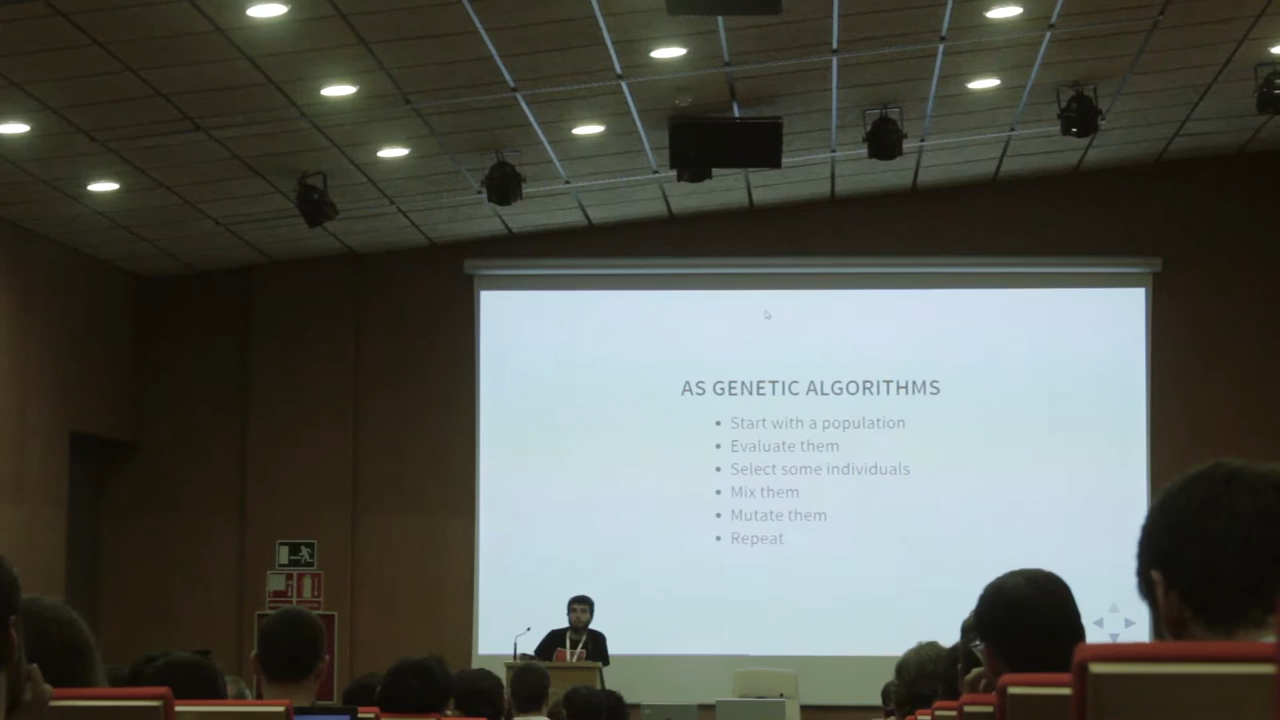 AS GENETIC ALGORITHMS
Start with a population
Evaluate them
Select some individuals
Mix them
Mutate them
Repeat